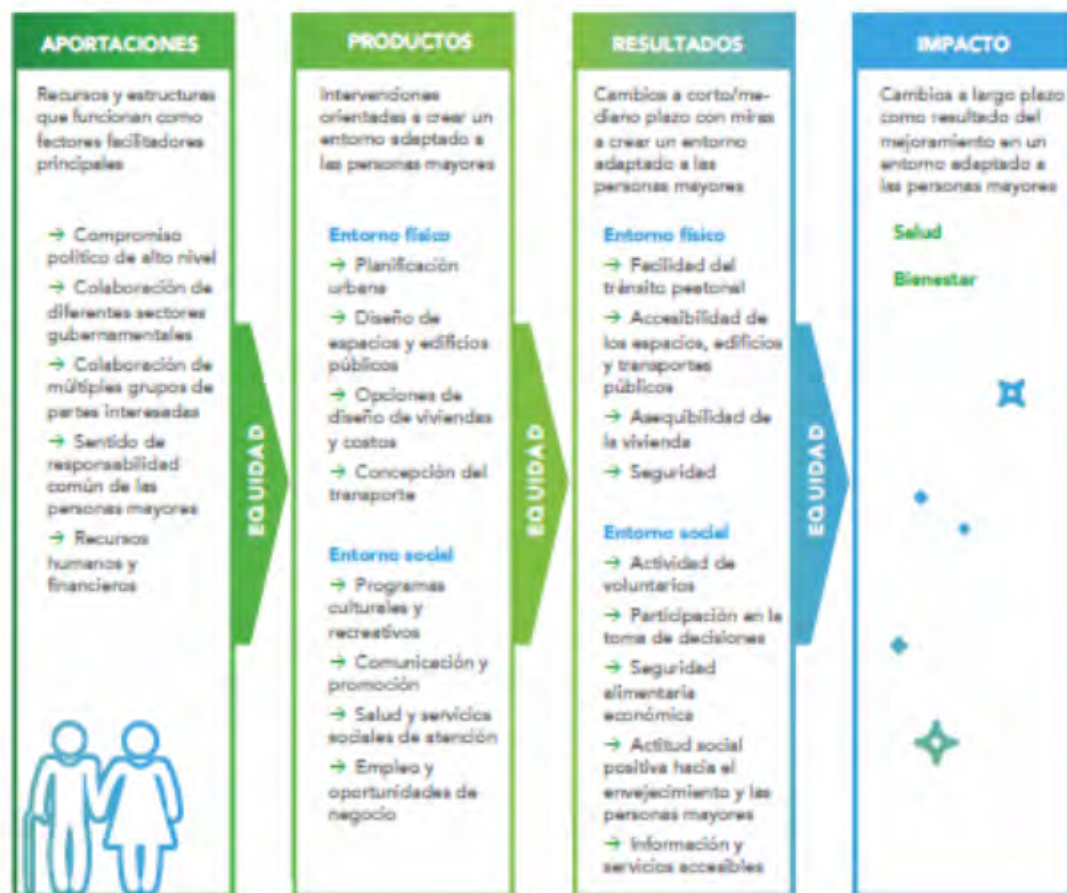 APORTACIONES
Recursos y estructuras
que funcionan como
factores facilitadores
principales
→ Compromiso
político de alto nivel
→ Colaboración de
diferentes sectores
gubernamentales
→ Colaboración de
múltiples grupos de
partes interesadas
→ Sentido de
responsabilidad
común de las
personas mayores
→ Recursos
humanos y
financieros
EQUIDAD
PRODUCTOS
Intervenciones
orientadas a crear un
entorno adaptado a
las personas mayores
Entorno físico
→ Planificación
urbana
→ Diseño de
espacios y edificios
públicos
→ Opciones de
diseño de viviendas
y costos
→ Concepción del
transporte
Entorno social
→ Programas
culturales y
recreativos
→ Comunicación y
promoción
→ Salud y servicios
sociales de atención
→ Empleo y
oportunidades de
negocio
EQUIDAD
RESULTADOS
Cambios a corto/me-
diano plazo con miras
a crear un entorno
adaptado a las
personas mayores
Entorno físico
→ Facilidad del
tránsito peatonal
→ Accesibilidad de
los espacios, edificios
y transportes
públicos
→ Asequibilidad de
la vivienda
→ Seguridad
Entorno social
→ Actividad de
voluntarios
→ Participación en la
toma de decisiones
→ Seguridad
alimentaria
económica
→ Actitud social
positiva hacia el
envejecimiento y las
personas mayores
→ Información y
servicios accesibles
EQUIDAD
IMPACTO
Cambios a largo plazo
como resultado del
mejoramiento en un
entorno adaptado a
las personas mayores
Salud
Bienestar